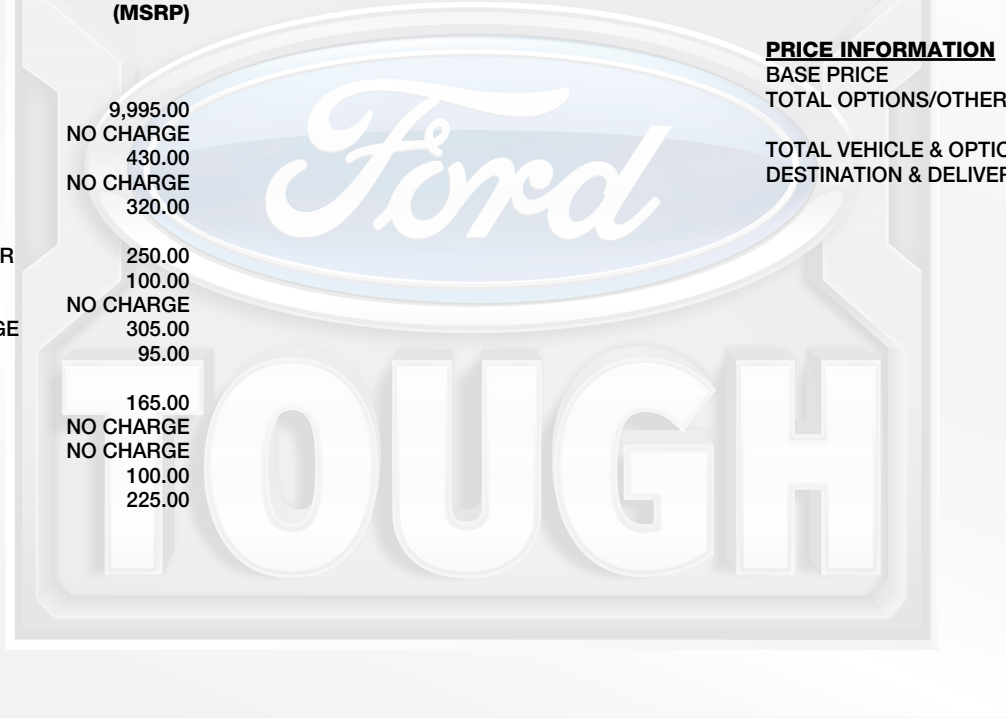 (MSRP)
9,995.00
NO CHARGE
430.00
NO CHARGE
320.00
R 250.00
100.00
NO CHARGE
GE 305.00
95.00
165.00
NO CHARGE
NO CHARGE
100.00
225.00
PRICE INFORMATION
BASE PRICE
TOTAL OPTIONS/OTHER
TOTAL VEHICLE & OPTIO
DESTINATION & DELIVER
Ford
TOUGH